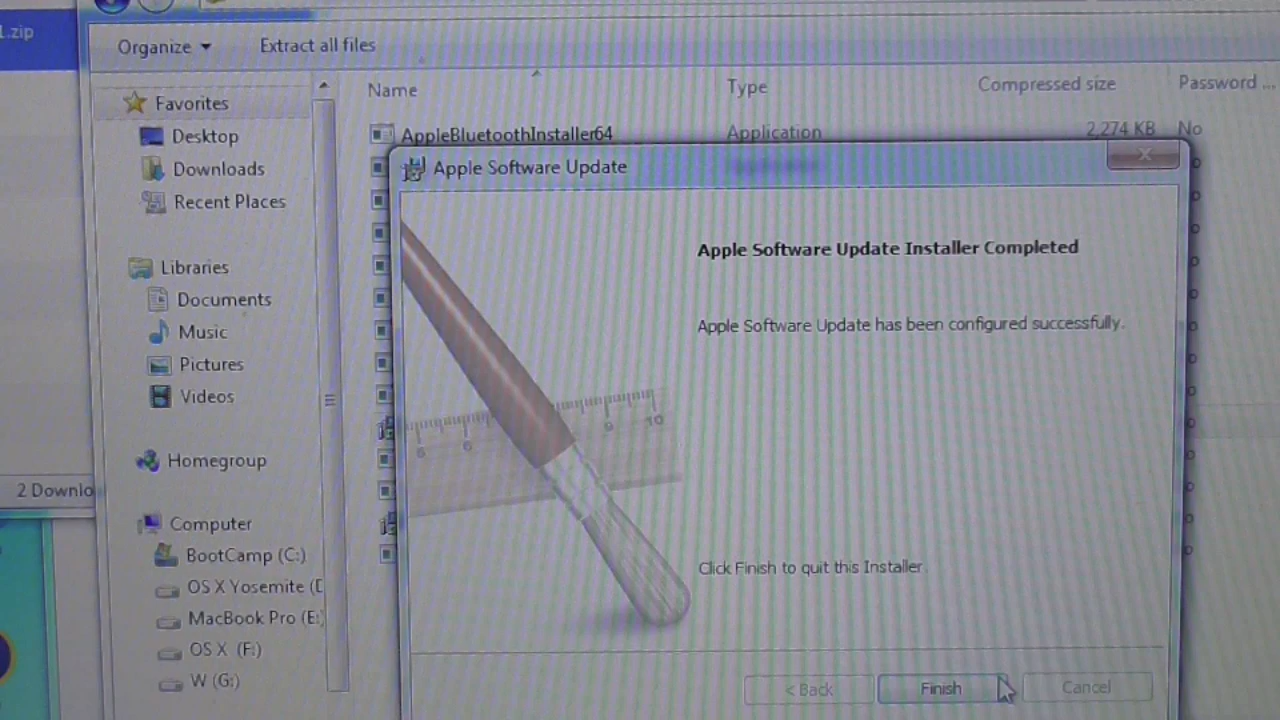 1.zip
Organize
Extract all files
Name
Type
Compressed size
Password ...
Favorites
Desktop
Downloads
Recent Places
Libraries
Documents
Music
Pictures
Videos
Homegroup
Computer
BootCamp (C:)
OS X Yosemite (D
MacBook Pro (E:)
OS X (F:)
W (G:)
2 Downlo
AppleBluetoothInstaller64
Application
2,274 KB
No
Apple Software Update
Apple Software Update Installer Completed
Apple Software Update has been configured successfully.
9
10
Click Finish to quit this Installer.
< Back
Finish
Cancel